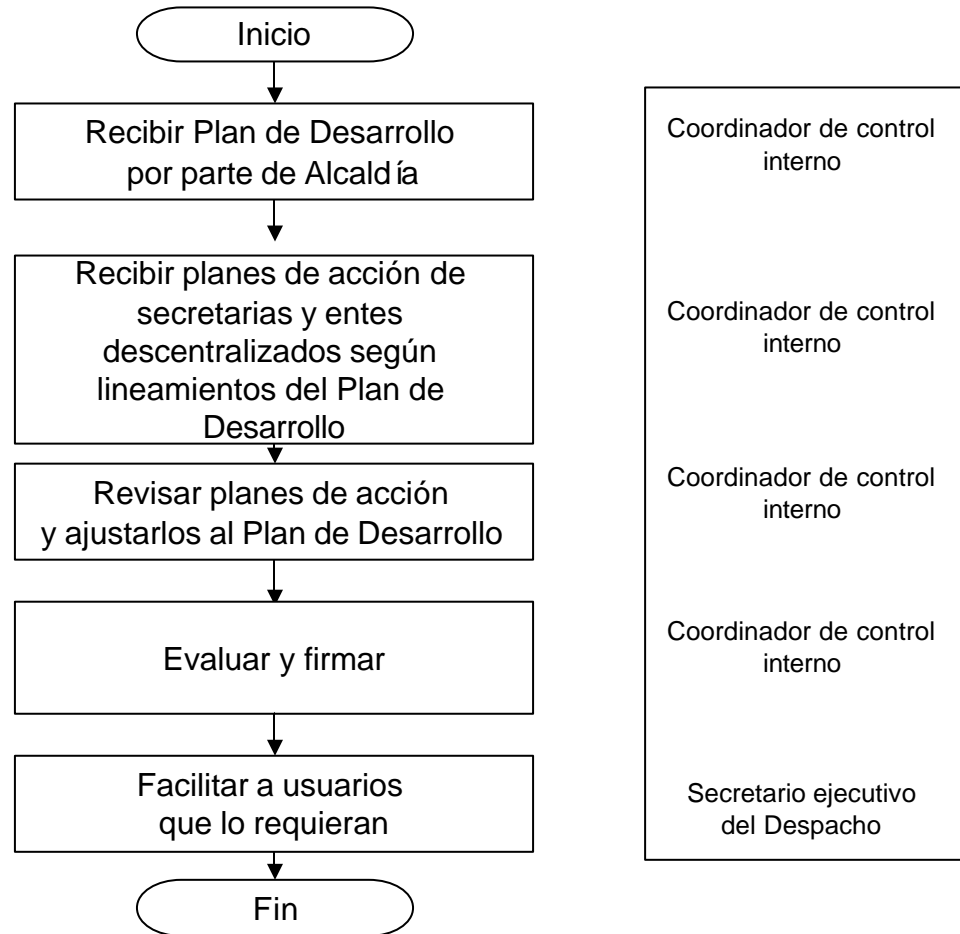 Inicio
Recibir Plan de Desarrollo
por parte de Alcaldía
Coordinador de control
interno
Recibir planes de acción de
secretarias y entes
descentralizados según
lineamientos del Plan de
Desarrollo
Coordinador de control
interno
Revisar planes de acción
y ajustarlos al Plan de Desarrollo
Coordinador de control
interno
Evaluar y firmar
Coordinador de control
interno
Facilitar a usuarios
que lo requieran
Secretario ejecutivo
del Despacho
Fin